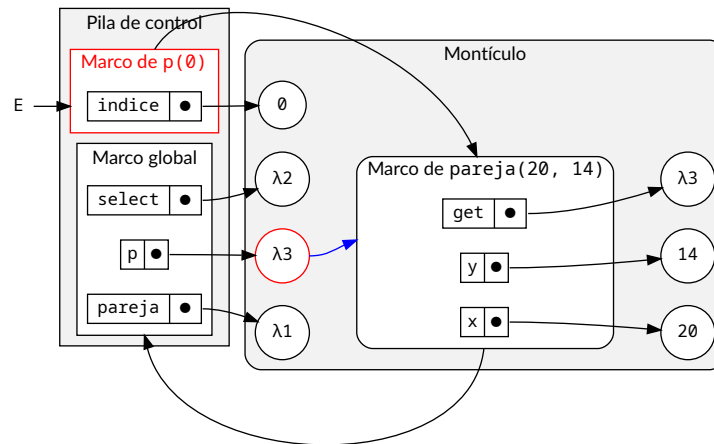 Pila de control
Marco de p(0)
E
indice
0
Marco global
select
λ2
p
λ3
pareja
λ1
Montículo
Marco de pareja(20, 14)
get
λ3
y
14
x
20